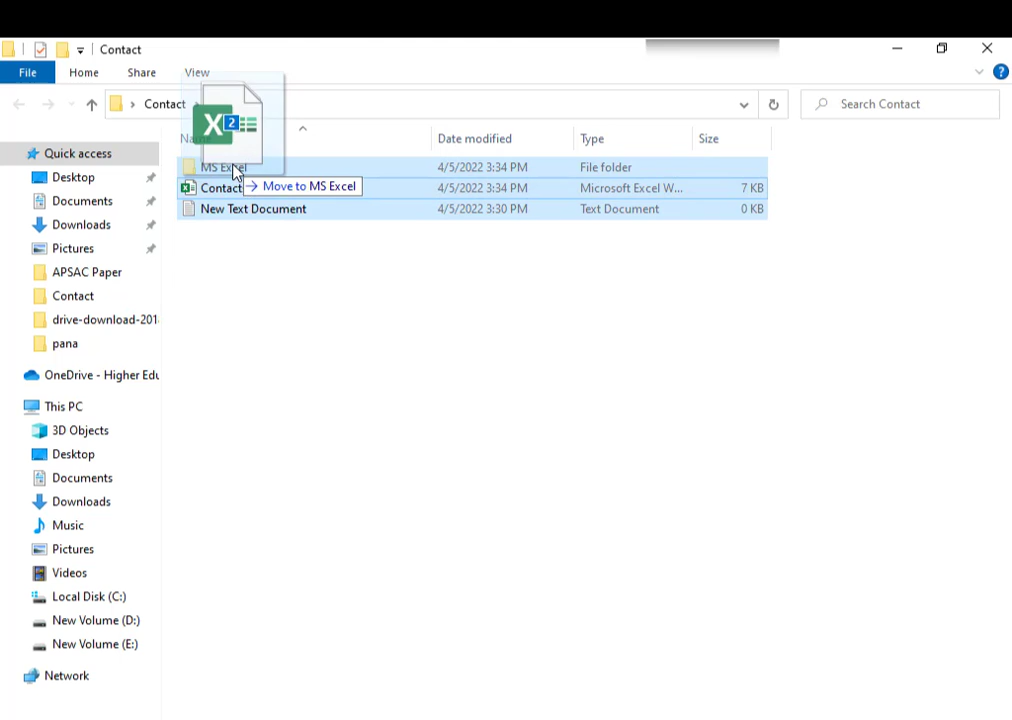 Contact
File Home Share View
Contact
Search Contact
Date modified Type Size
X 2
MS Excel 4/5/2022 3:34 PM File folder
Contact 4/5/2022 3:34 PM Microsoft Excel W... 7 KB
Move to MS Excel
New Text Document 4/5/2022 3:30 PM Text Document 0 KB
Quick access
Desktop
Documents
Downloads
Pictures
APSAC Paper
Contact
drive-download-201
pana
OneDrive - Higher Edu
This PC
3D Objects
Desktop
Documents
Downloads
Music
Pictures
Videos
Local Disk (C:)
New Volume (D:)
New Volume (E:)
Network